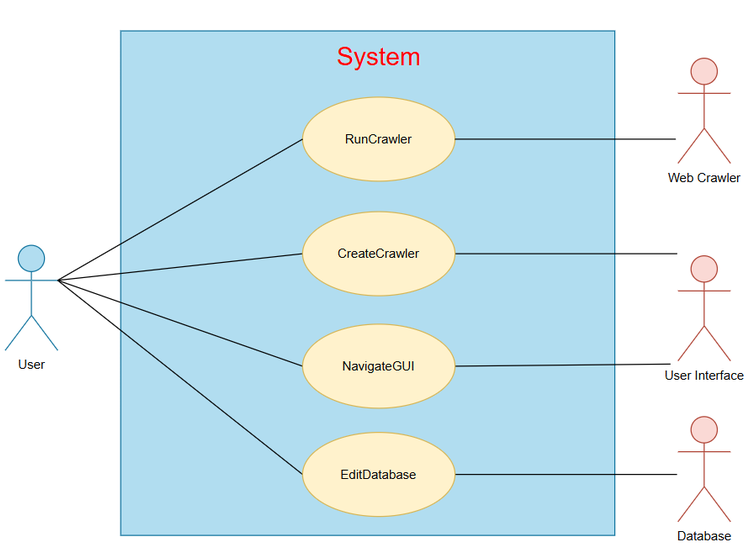 System
RunCrawler
Web Crawler
CreateCrawler
User
NavigateGUI
User Interface
EditDatabase
Database